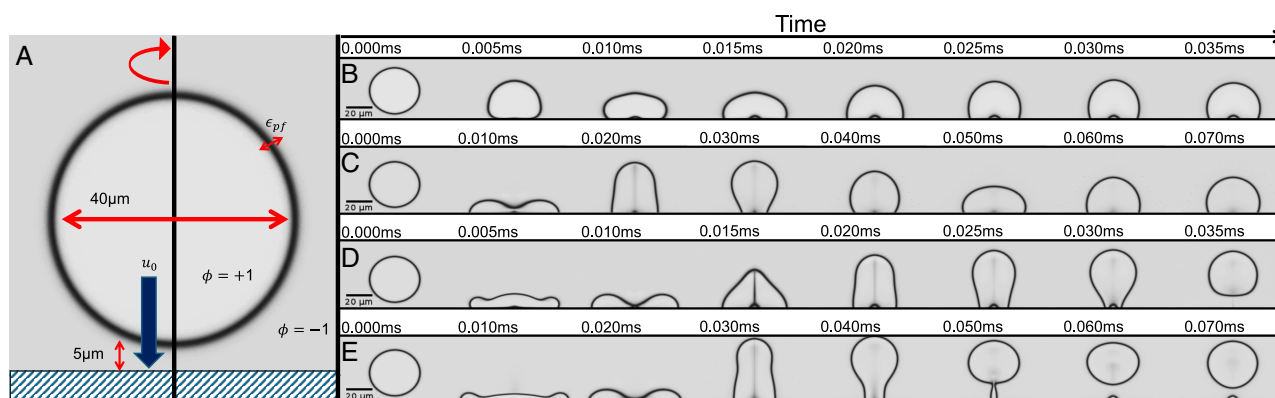 Time
A
ϵpf
40μm
u0
ϕ = +1
ϕ = −1
5μm
0.000ms 0.005ms 0.010ms 0.015ms 0.020ms 0.025ms 0.030ms 0.035ms
B
20 μm
0.000ms 0.010ms 0.020ms 0.030ms 0.040ms 0.050ms 0.060ms 0.070ms
C
20 μm
0.000ms 0.005ms 0.010ms 0.015ms 0.020ms 0.025ms 0.030ms 0.035ms
D
20 μm
0.000ms 0.010ms 0.020ms 0.030ms 0.040ms 0.050ms 0.060ms 0.070ms
E
20 μm